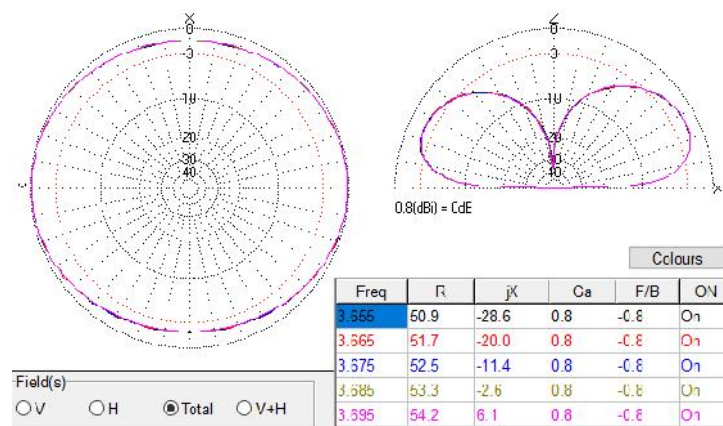 X
0
-3
-10
-20
-30
-40
Z
0
-3
-10
-20
-30
-40
X
0.8(dBi) = 0dB
Colours
Freq R jX Ga F/B ON
3.655 50.9 -28.6 0.8 -0.8 On
3.665 51.7 -20.0 0.8 -0.8 On
3.675 52.5 -11.4 0.8 -0.8 On
3.685 53.3 -2.6 0.8 -0.8 On
3.695 54.2 6.1 0.8 -0.8 On
Field(s)
V H Total V+H